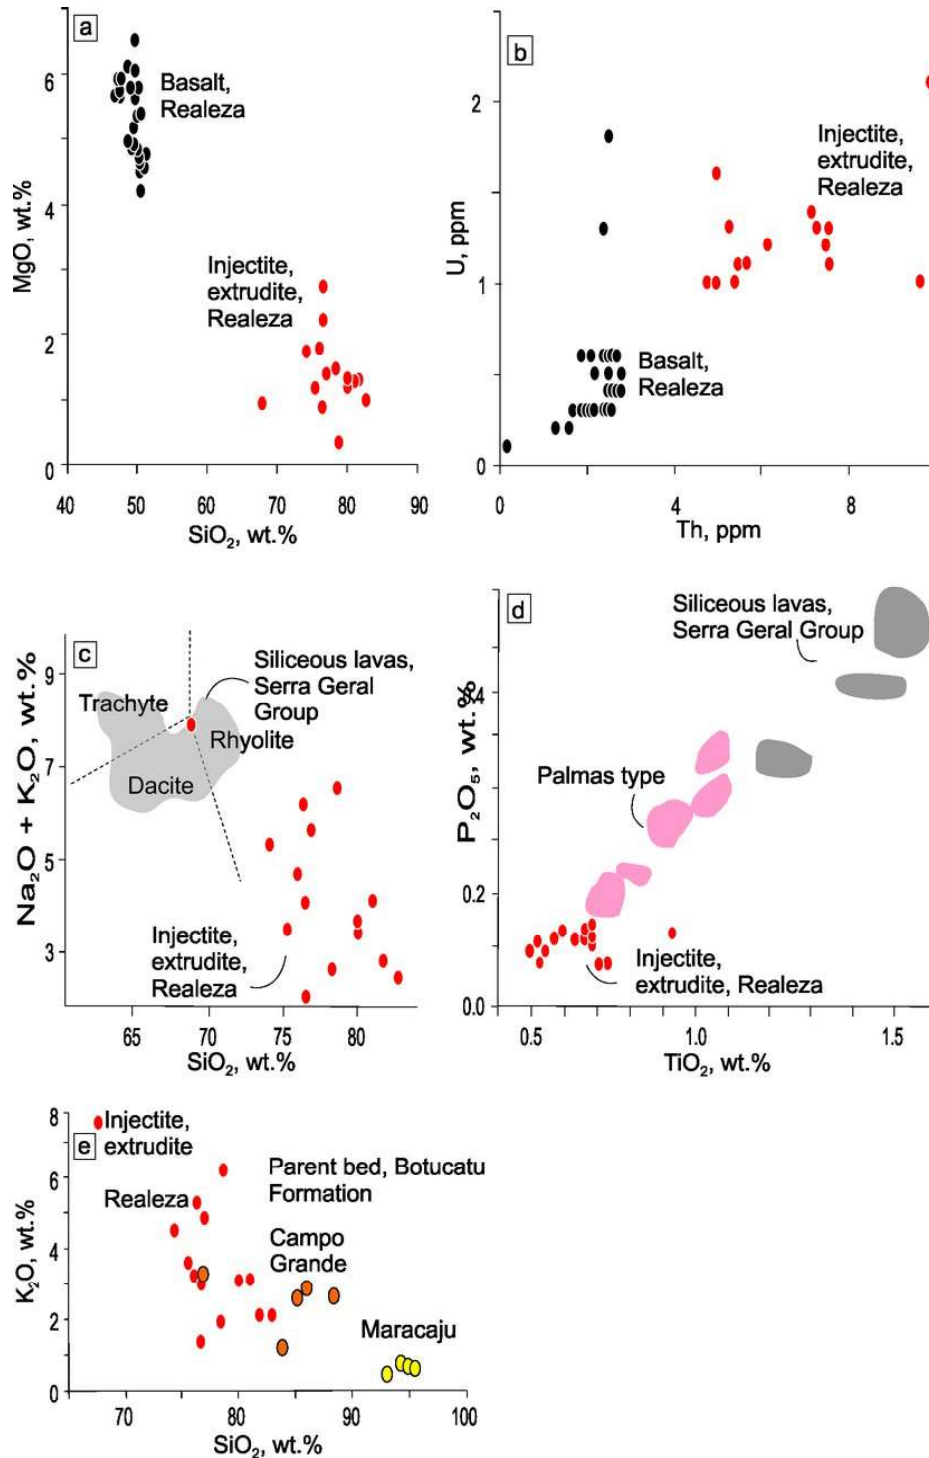 a
Basalt,
Realeza
Injectite,
extrudite,
Realeza
MgO, wt.%
6
4
2
0
40 50 60 70 80 90
SiO₂, wt.%
b
Injectite,
extrudite,
Realeza
Basalt,
Realeza
U, ppm
2
1
0
0 4 8
Th, ppm
c
Siliceous lavas,
Serra Geral
Group
Trachyte
Rhyolite
Dacite
Injectite,
extrudite,
Realeza
Na₂O + K₂O, wt.%
9
7
5
3
65 70 75 80
SiO₂, wt.%
d
Siliceous lavas,
Serra Geral Group
Palmas type
Injectite,
extrudite, Realeza
P₂O₅, wt.%
.4
0.2
0.0
0.5 1.0 1.5
TiO₂, wt.%
e
Injectite,
extrudite
Realeza
Parent bed, Botucatu
Formation
Campo
Grande
Maracaju
K₂O, wt.%
8
6
4
2
0
70 80 90 100
SiO₂, wt.%